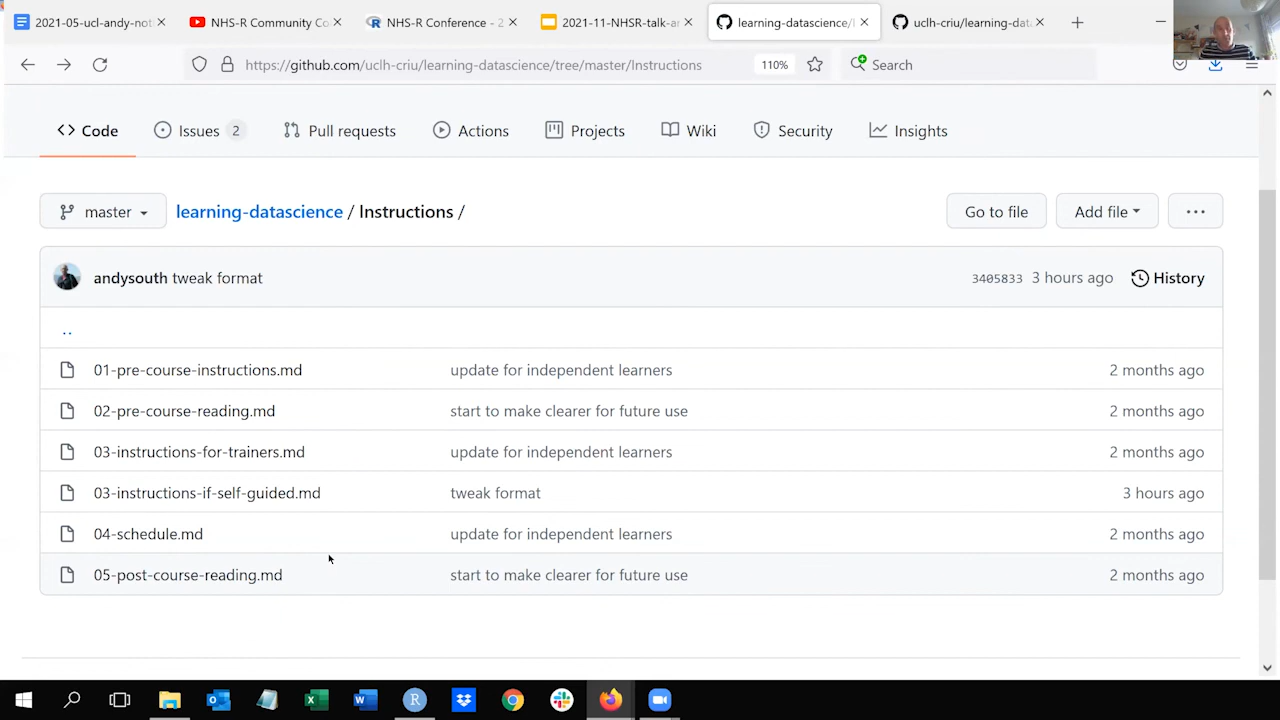 2021-05-ucl-andy-not
NHS-R Community Co
NHS-R Conference - 2
2021-11-NHSR-talk-a
learning-datascience/
uclh-criu/learning-dat
https://github.com/uclh-criu/learning-datascience/tree/master/Instructions
110%
Search
Code
Issues 2
Pull requests
Actions
Projects
Wiki
Security
Insights
master
learning-datascience / Instructions /
Go to file
Add file
andysouth tweak format
3405833 3 hours ago
History
..
01-pre-course-instructions.md update for independent learners 2 months ago
02-pre-course-reading.md start to make clearer for future use 2 months ago
03-instructions-for-trainers.md update for independent learners 2 months ago
03-instructions-if-self-guided.md tweak format 3 hours ago
04-schedule.md update for independent learners 2 months ago
05-post-course-reading.md start to make clearer for future use 2 months ago